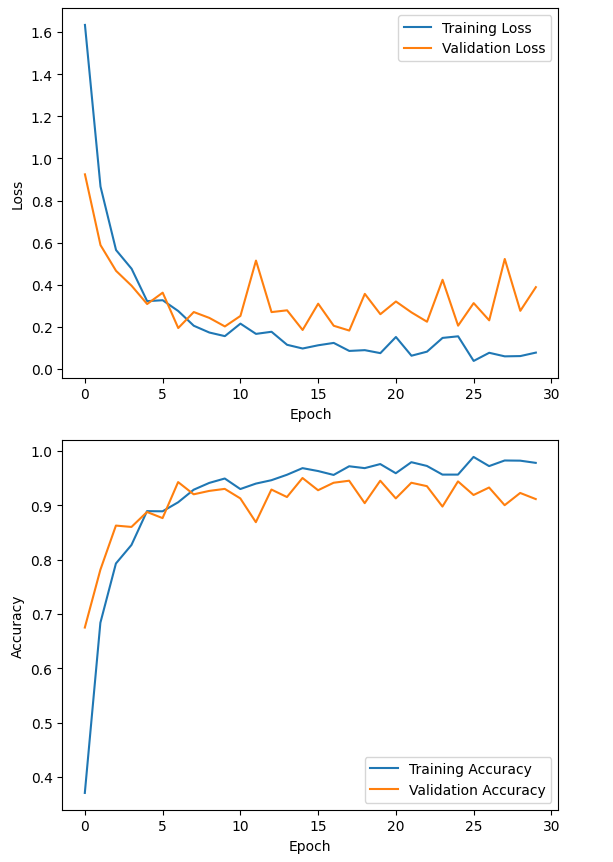 Training Loss
Validation Loss
1.6
1.4
1.2
1.0
0.8
0.6
0.4
0.2
0.0
Loss
0 5 10 15 20 25 30
Epoch
1.0
0.9
0.8
0.7
0.6
0.5
0.4
Accuracy
Training Accuracy
Validation Accuracy
0 5 10 15 20 25 30
Epoch